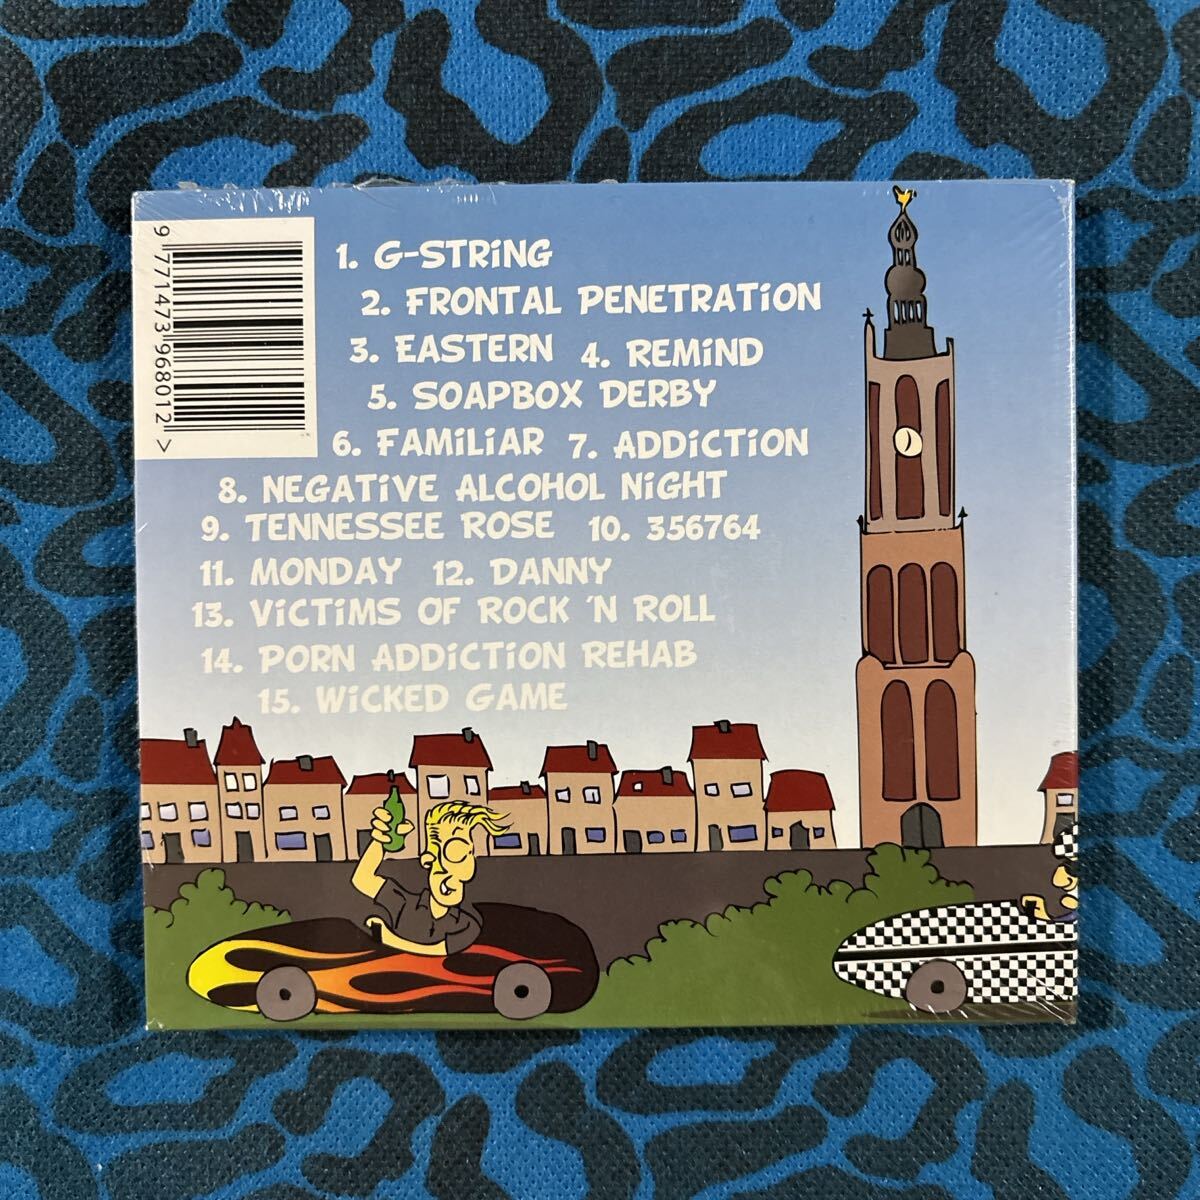 9 771473 968012 >
1. G-STRiNG
2. FRONTAL PENETRATiON
3. EASTERN 4. REMiND
5. SOAPBOX DERBY
6. FAMiLiAR 7. ADDiCTiON
8. NEGATiVE ALCOHOL NiGHT
9. TENNESSEE ROSE 10. 356764
11. MONDAY 12. DANNY
13. ViCTiMS OF ROCK 'N ROLL
14. PORN ADDiCTiON REHAB
15. WiCKED GAME